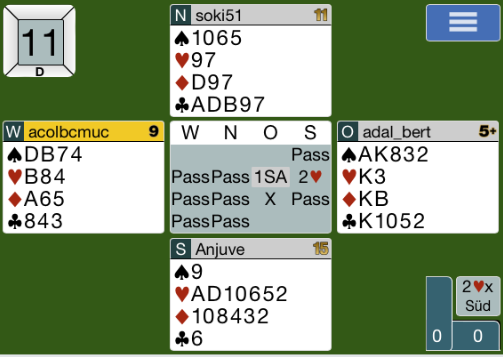 11
D
N soki51 11
♠1065
♥97
♦D97
♣ADB97
W acolbcmuc 9
♠DB74
♥B84
♦A65
♣843
W N O S
Pass
Pass Pass 1SA 2♥
Pass Pass X Pass
Pass Pass
O adal_bert 5+
♠AK832
♥K3
♦KB
♣K1052
S Anjuve 15
♠9
♥AD10652
♦108432
♣6
2♥x
Süd
0 0